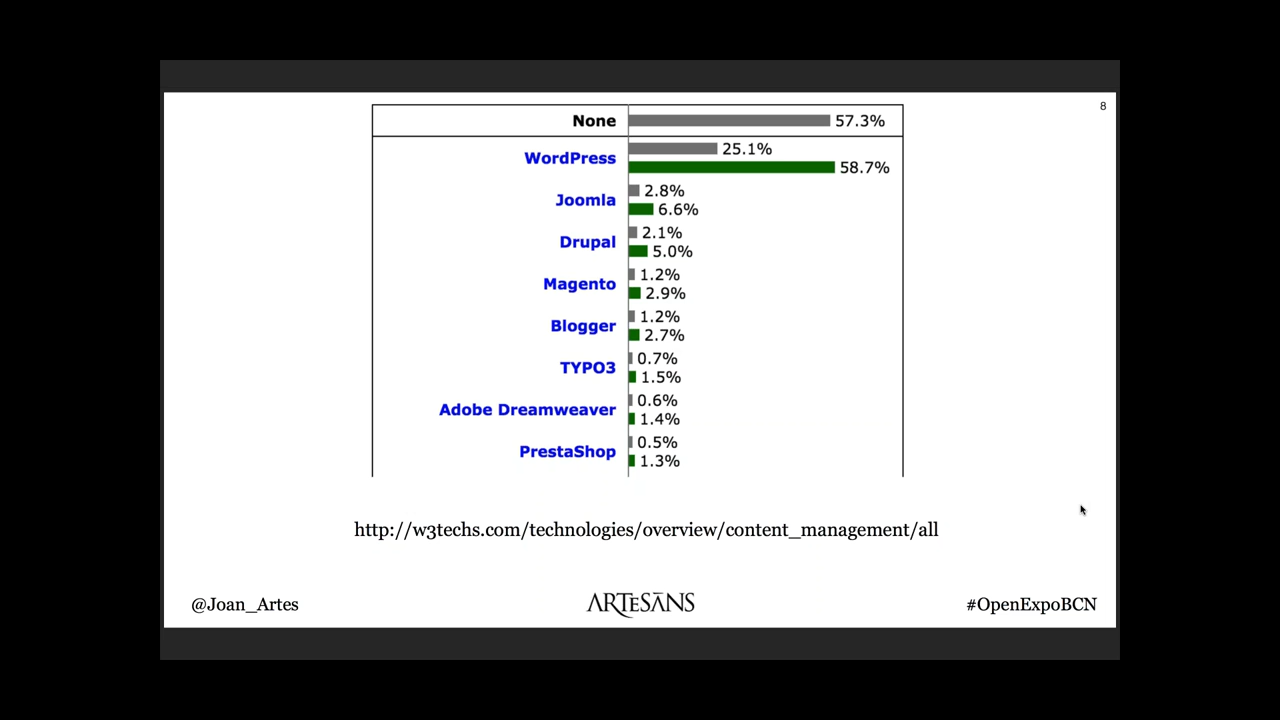 8
None 57.3%
WordPress 25.1%
58.7%
Joomla 2.8%
6.6%
Drupal 2.1%
5.0%
Magento 1.2%
2.9%
Blogger 1.2%
2.7%
TYPO3 0.7%
1.5%
Adobe Dreamweaver 0.6%
1.4%
PrestaShop 0.5%
1.3%
http://w3techs.com/technologies/overview/content_management/all
@Joan_Artes ARTESANS #OpenExpoBCN